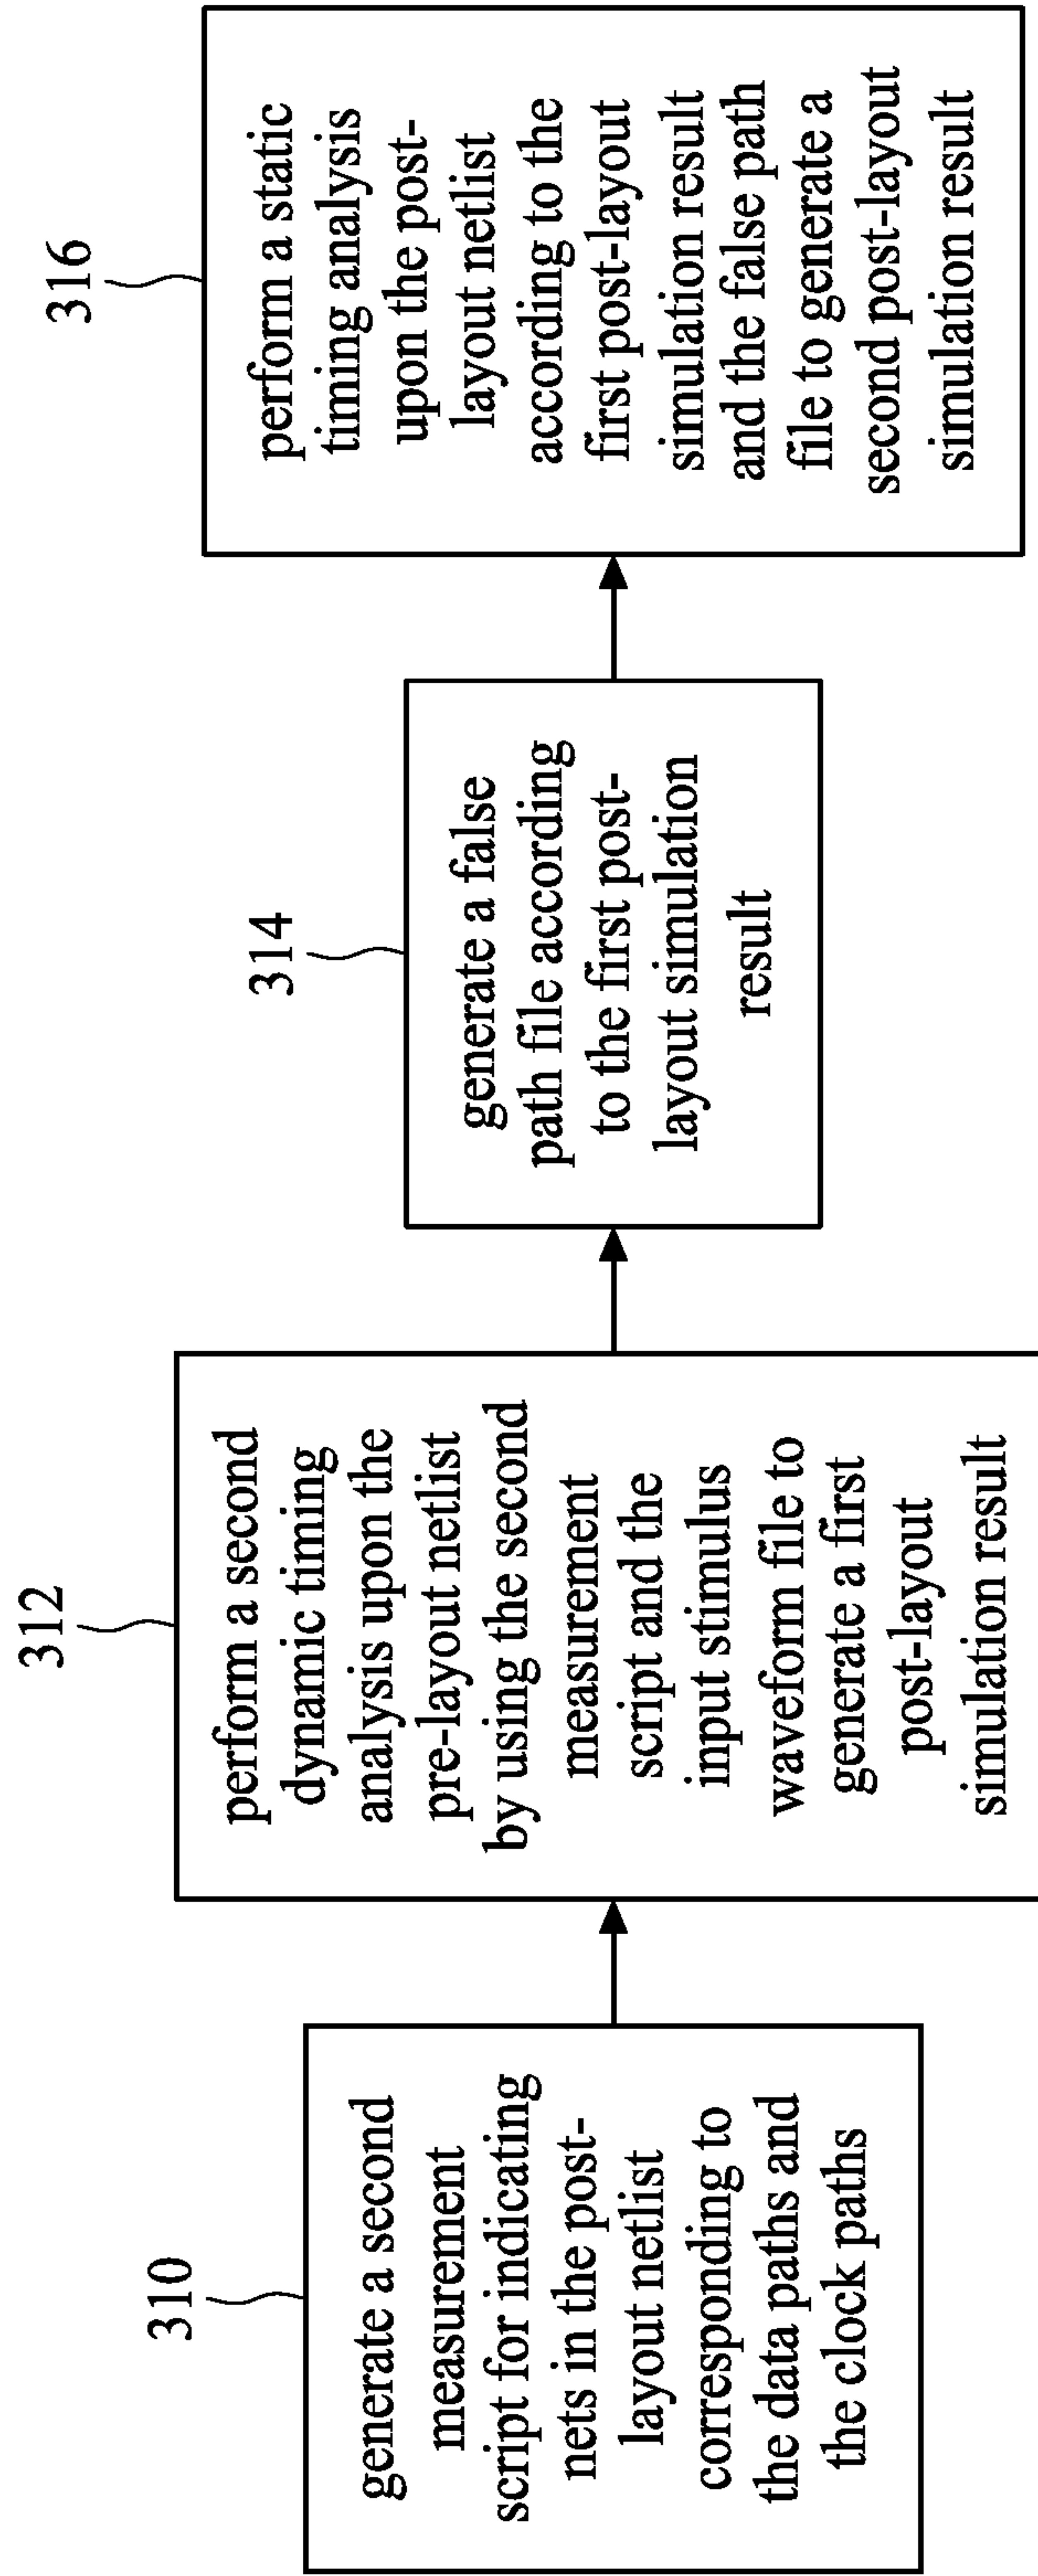 310
generate a second
measurement
script for indicating
nets in the post-
layout netlist
corresponding to
the data paths and
the clock paths
312
perform a second
dynamic timing
analysis upon the
pre-layout netlist
by using the second
measurement
script and the
input stimulus
waveform file to
generate a first
post-layout
simulation result
314
generate a false
path file according
to the first post-
layout simulation
result
316
perform a static
timing analysis
upon the post-
layout netlist
according to the
first post-layout
simulation result
and the false path
file to generate a
second post-layout
simulation result